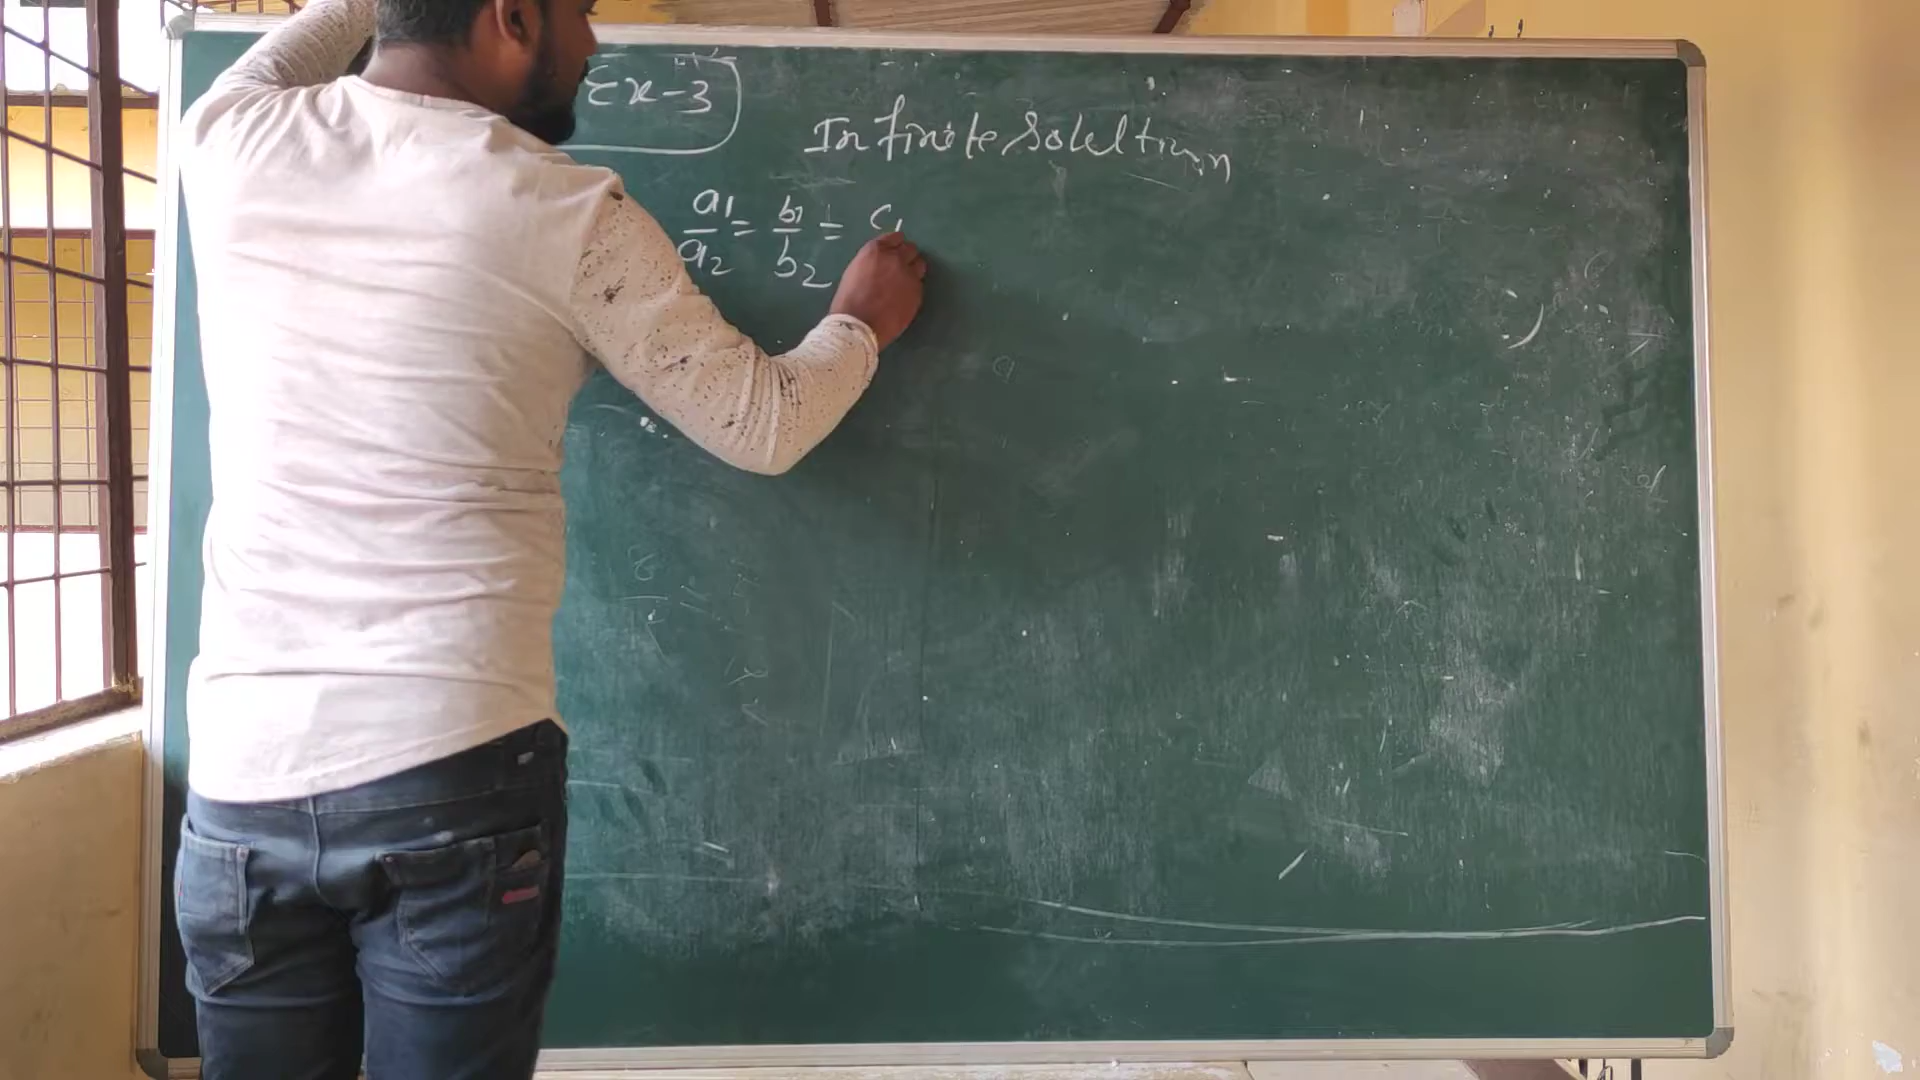 Ex-3
Infinite Solution
a1/a2 = b1/b2 = c1